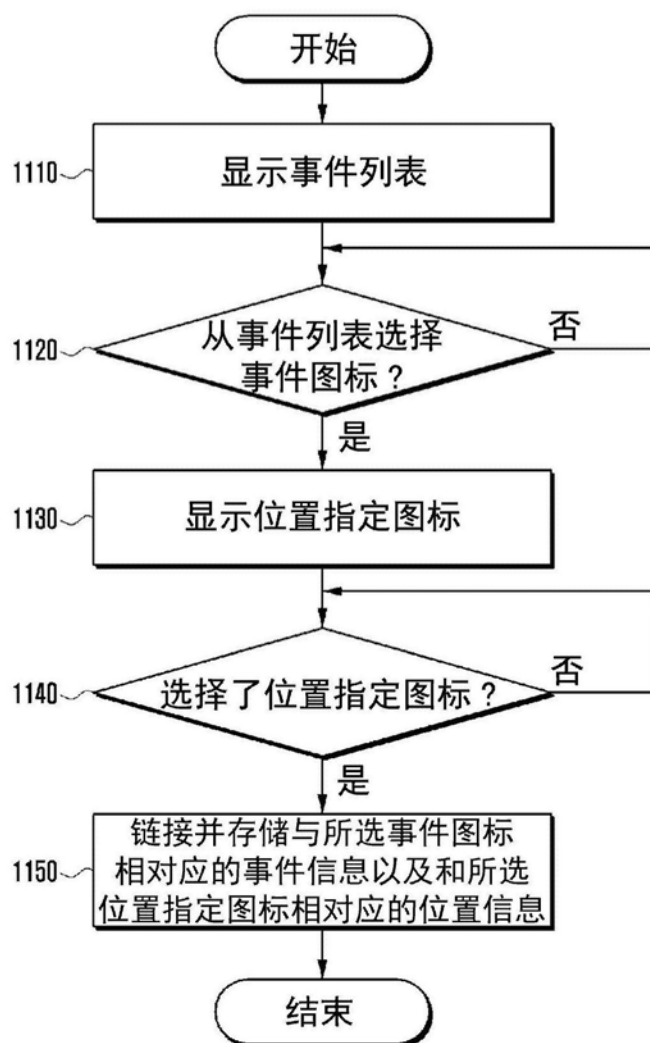 开始
1110
显示事件列表
1120
从事件列表选择
事件图标？
否
是
1130
显示位置指定图标
1140
选择了位置指定图标？
否
是
1150
链接并存储与所选事件图标
相对应的事件信息以及和所选
位置指定图标相对应的位置信息
结束